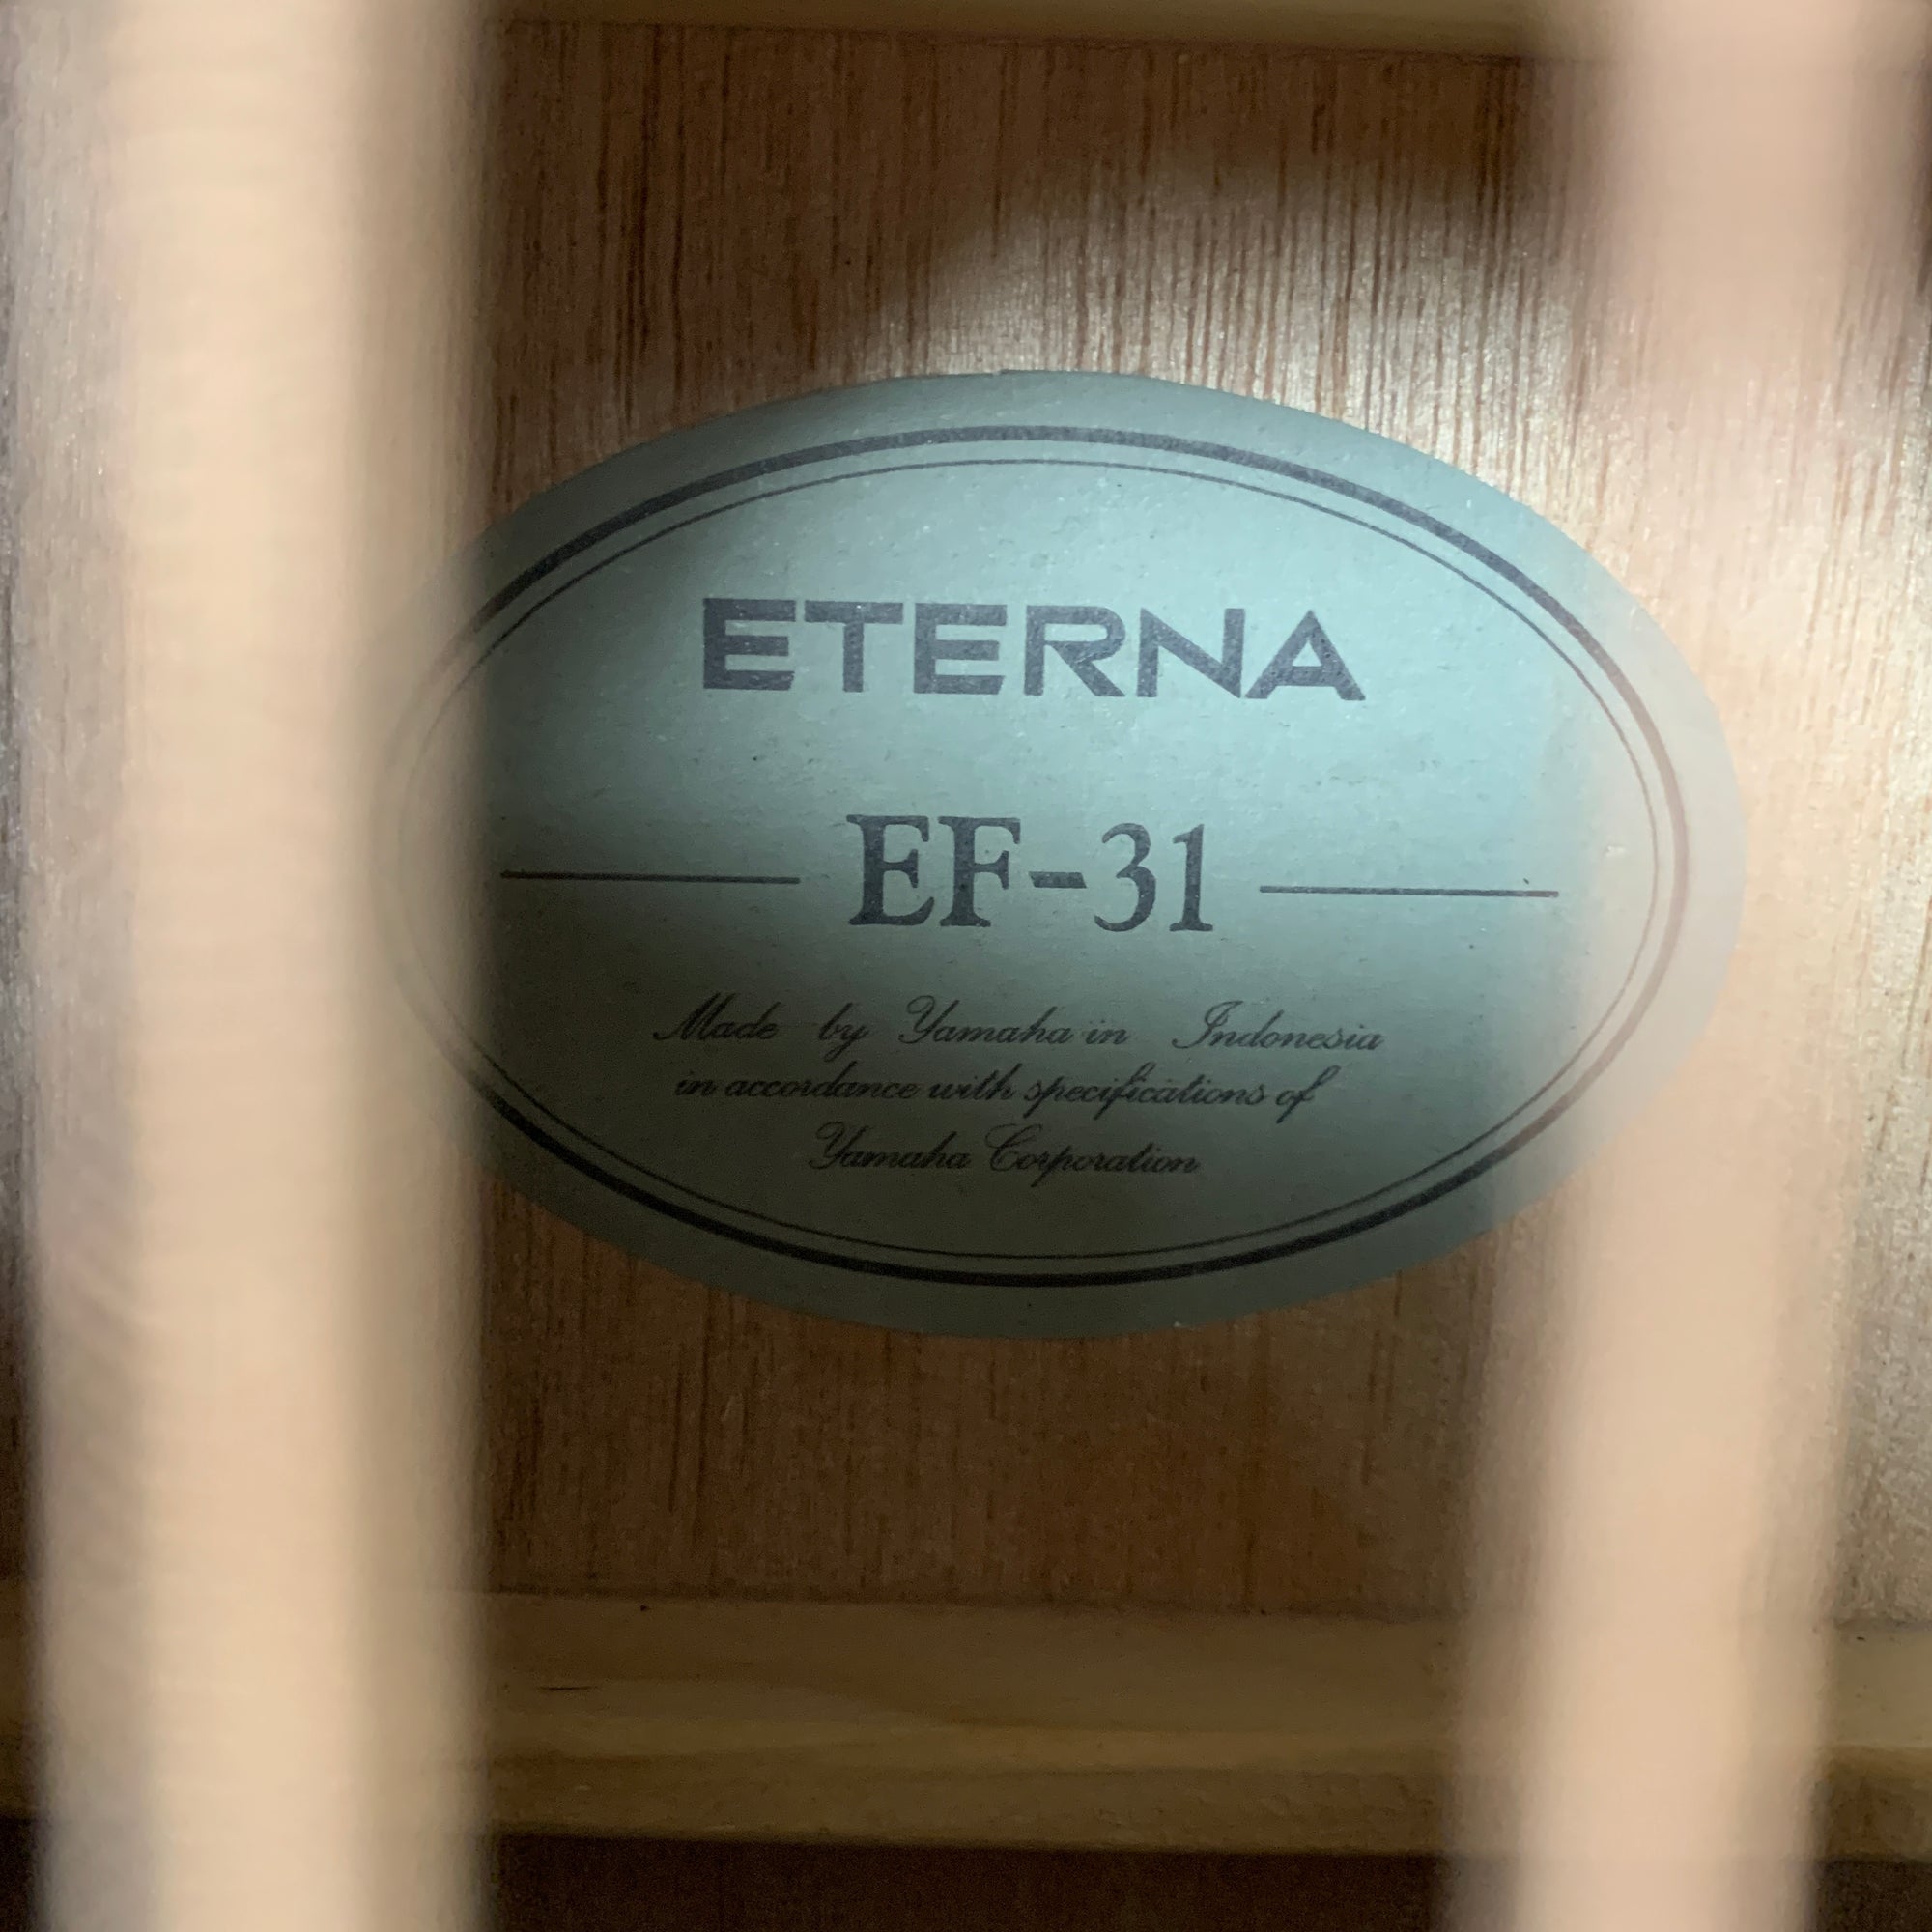 ETERNA
EF-31
Made by Yamaha in Indonesia
in accordance with specifications of
Yamaha Corporation